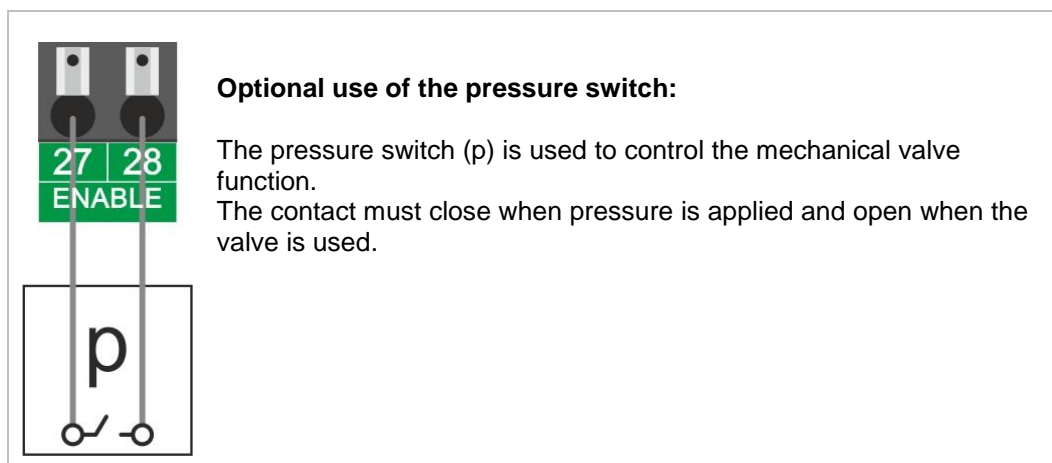 Optional use of the pressure switch:
The pressure switch (p) is used to control the mechanical valve
function.
The contact must close when pressure is applied and open when the
valve is used.
27 28
ENABLE
p